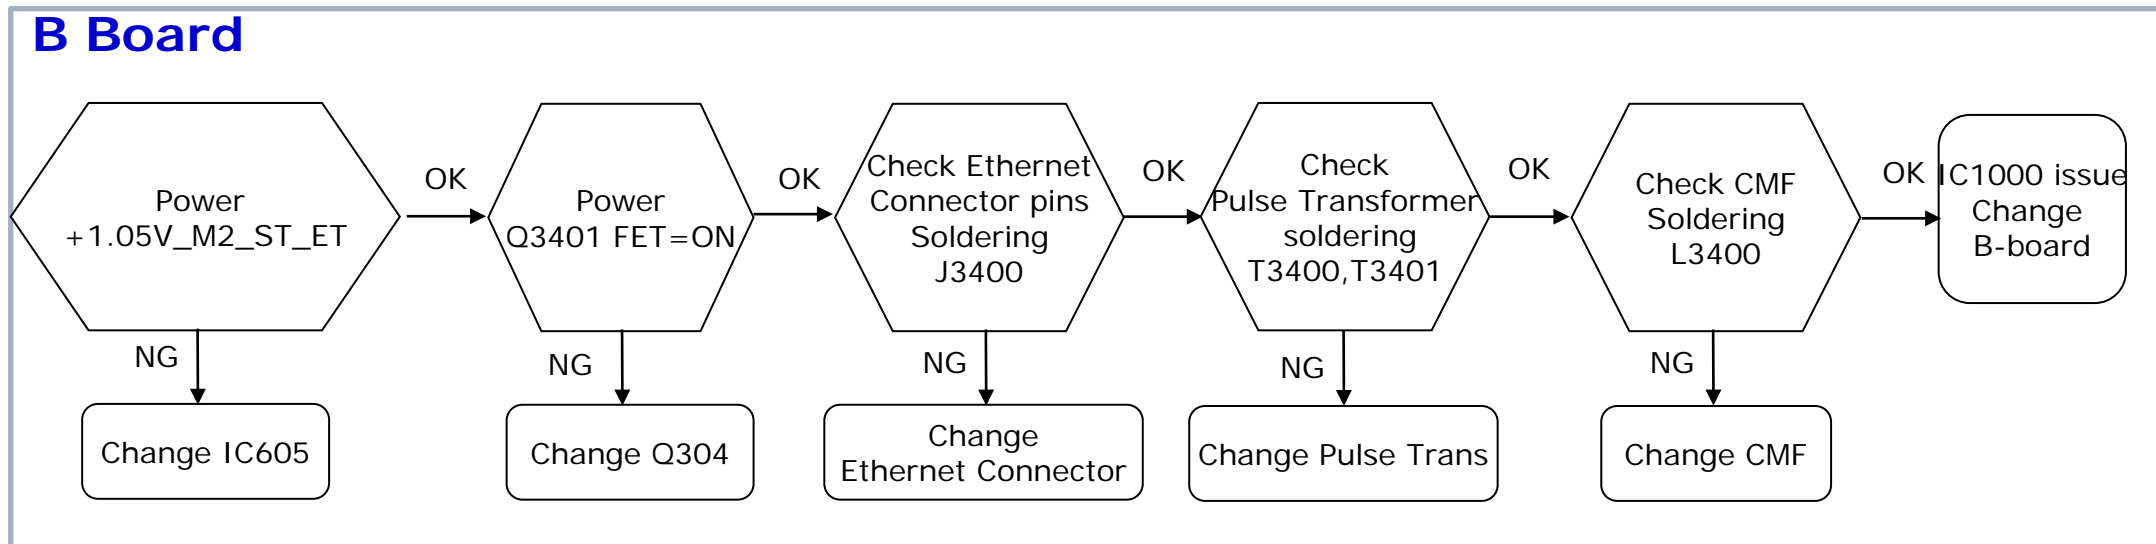 B Board
Power
+1.05V_M2_ST_ET
OK
NG
Change IC605
Power
Q3401 FET=ON
OK
NG
Change Q304
Check Ethernet
Connector pins
Soldering
J3400
OK
NG
Change
Ethernet Connector
Check
Pulse Transformer
soldering
T3400,T3401
OK
NG
Change Pulse Trans
Check CMF
Soldering
L3400
OK
NG
Change CMF
IC1000 issue
Change
B-board